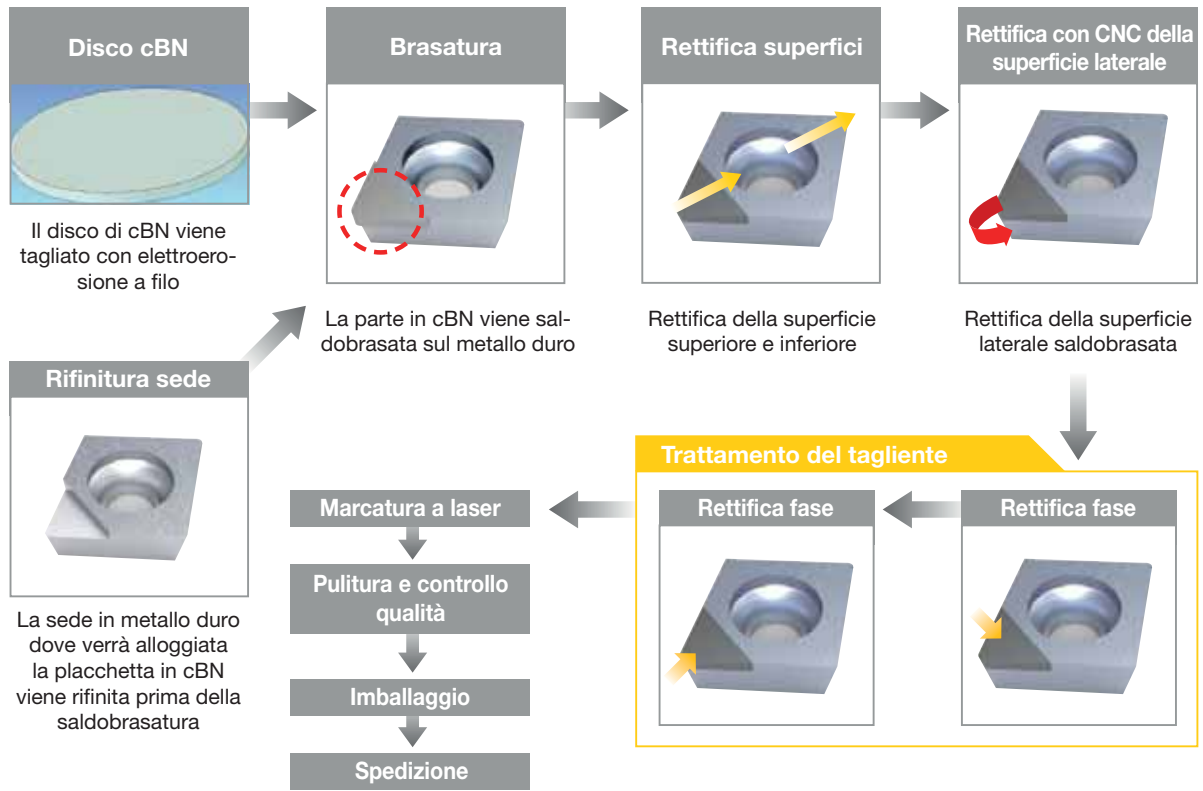 Disco cBN
Il disco di cBN viene
tagliato con elettroero-
sione a filo
Rifinitura sede
La sede in metallo duro
dove verrà alloggiata
la placchetta in cBN
viene rifinita prima della
saldobrasatura
Brasatura
La parte in cBN viene sal-
dobrasata sul metallo duro
Rettifica superfici
Rettifica della superficie
superiore e inferiore
Rettifica con CNC della
superficie laterale
Rettifica della superficie
laterale saldobrasata
Trattamento del tagliente
Rettifica fase
Rettifica fase
Marcatura a laser
Pulitura e controllo
qualità
Imballaggio
Spedizione